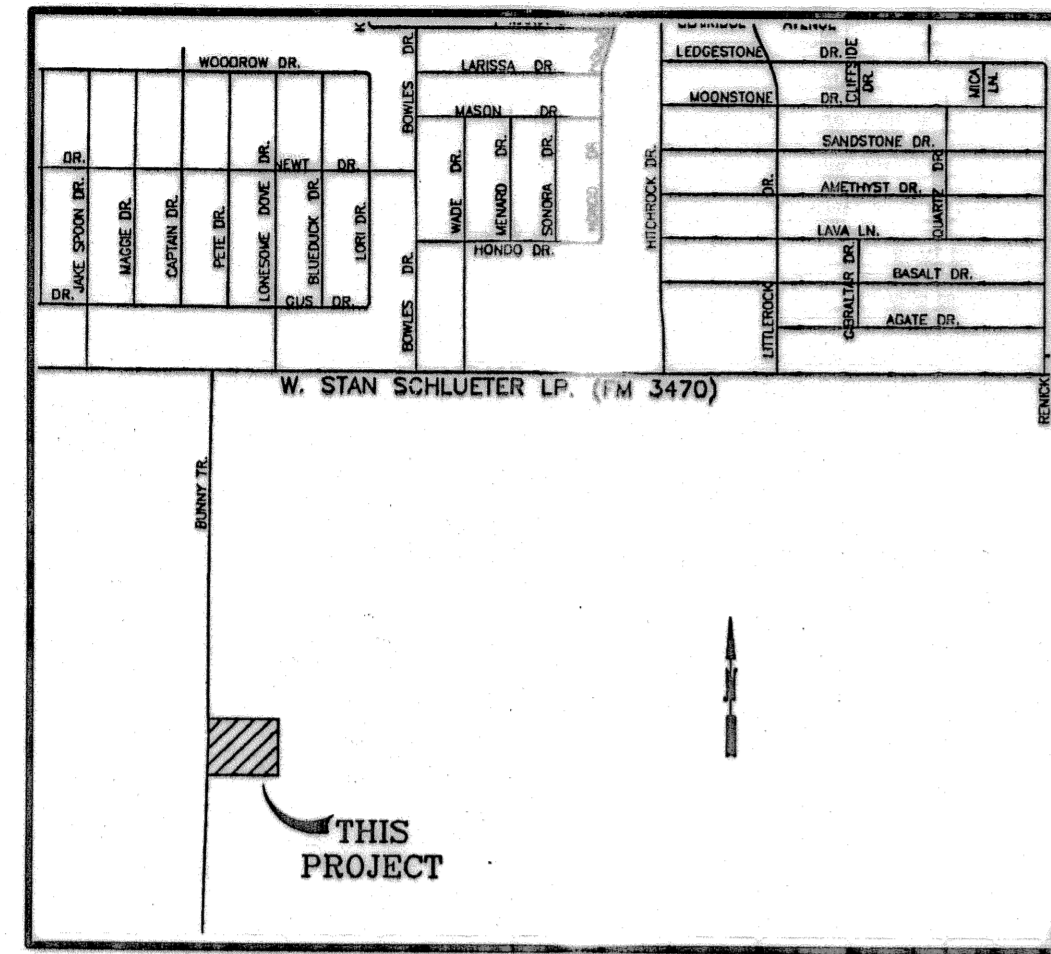 AVENUE
WOODROW DR.
BOWLES DR.
LARISSA DR.
MASON DR
LEDGESTONE DR.
CLIFFSIDE DR.
MICA LN.
MOONSTONE DR.
SANDSTONE DR.
AMETHYST DR.
QUARTZ DR.
LAVA LN.
BASALT DR.
GIBRALTAR DR.
AGATE DR.
DR.
NEWT DR.
JAKE SPOON DR.
MAGGIE DR.
CAPTAIN DR.
PETE DR.
LONESOME DOVE DR.
BLUEDUCK DR.
LORI DR.
DR.
GUS DR.
BOWLES DR.
WADE DR.
MENARD DR.
SONORA DR.
HONDO DR.
HITCHROCK DR.
LITTLEROCK DR.
RENICK
W. STAN SCHLUETER LP. (FM 3470)
BUNNY TR.
N
THIS
PROJECT